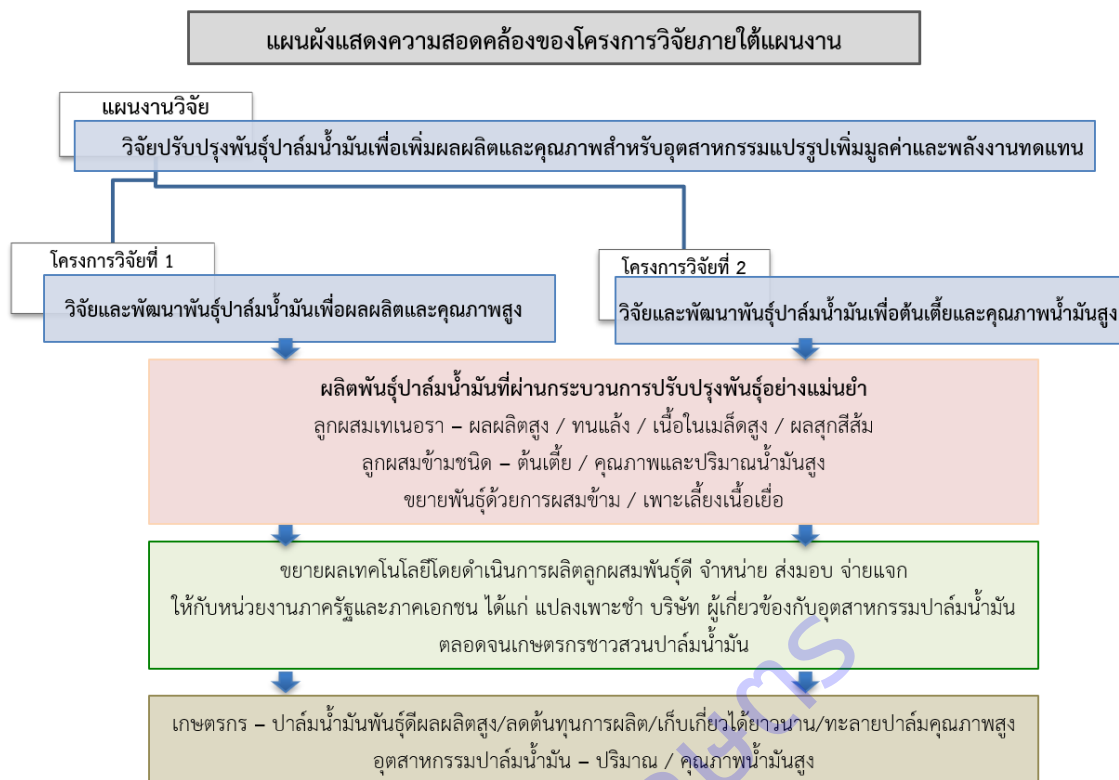 แผนผังแสดงความสอดคล้องของโครงการวิจัยภายใต้แผนงาน
แผนงานวิจัย
วิจัยปรับปรุงพันธุ์ปาล์มน้ำมันเพื่อเพิ่มผลผลิตและคุณภาพสำหรับอุตสาหกรรมแปรรูปเพิ่มมูลค่าและพลังงานทดแทน
โครงการวิจัยที่ 1
วิจัยและพัฒนาพันธุ์ปาล์มน้ำมันเพื่อผลผลิตและคุณภาพสูง
โครงการวิจัยที่ 2
วิจัยและพัฒนาพันธุ์ปาล์มน้ำมันเพื่อต้นเตี้ยและคุณภาพน้ำมันสูง
ผลิตพันธุ์ปาล์มน้ำมันที่ผ่านกระบวนการปรับปรุงพันธุ์อย่างแม่นยำ
ลูกผสมเทเนอรา – ผลผลิตสูง / ทนแล้ง / เนื้อในเมล็ดสูง / ผลสุกสีส้ม
ลูกผสมข้ามชนิด – ต้นเตี้ย / คุณภาพและปริมาณน้ำมันสูง
ขยายพันธุ์ด้วยการผสมข้าม / เพาะเลี้ยงเนื้อเยื่อ
ขยายผลเทคโนโลยีโดยดำเนินการผลิตลูกผสมพันธุ์ดี จำหน่าย ส่งมอบ จ่ายแจก
ให้กับหน่วยงานภาครัฐและภาคเอกชน ได้แก่ แปลงเพาะชำ บริษัท ผู้เกี่ยวข้องกับอุตสาหกรรมปาล์มน้ำมัน
ตลอดจนเกษตรกรชาวสวนปาล์มน้ำมัน
เกษตรกร – ปาล์มน้ำมันพันธุ์ดีผลผลิตสูง/ลดต้นทุนการผลิต/เก็บเกี่ยวได้ยาวนาน/ทะลายปาล์มคุณภาพสูง
อุตสาหกรรมปาล์มน้ำมัน – ปริมาณ / คุณภาพน้ำมันสูง